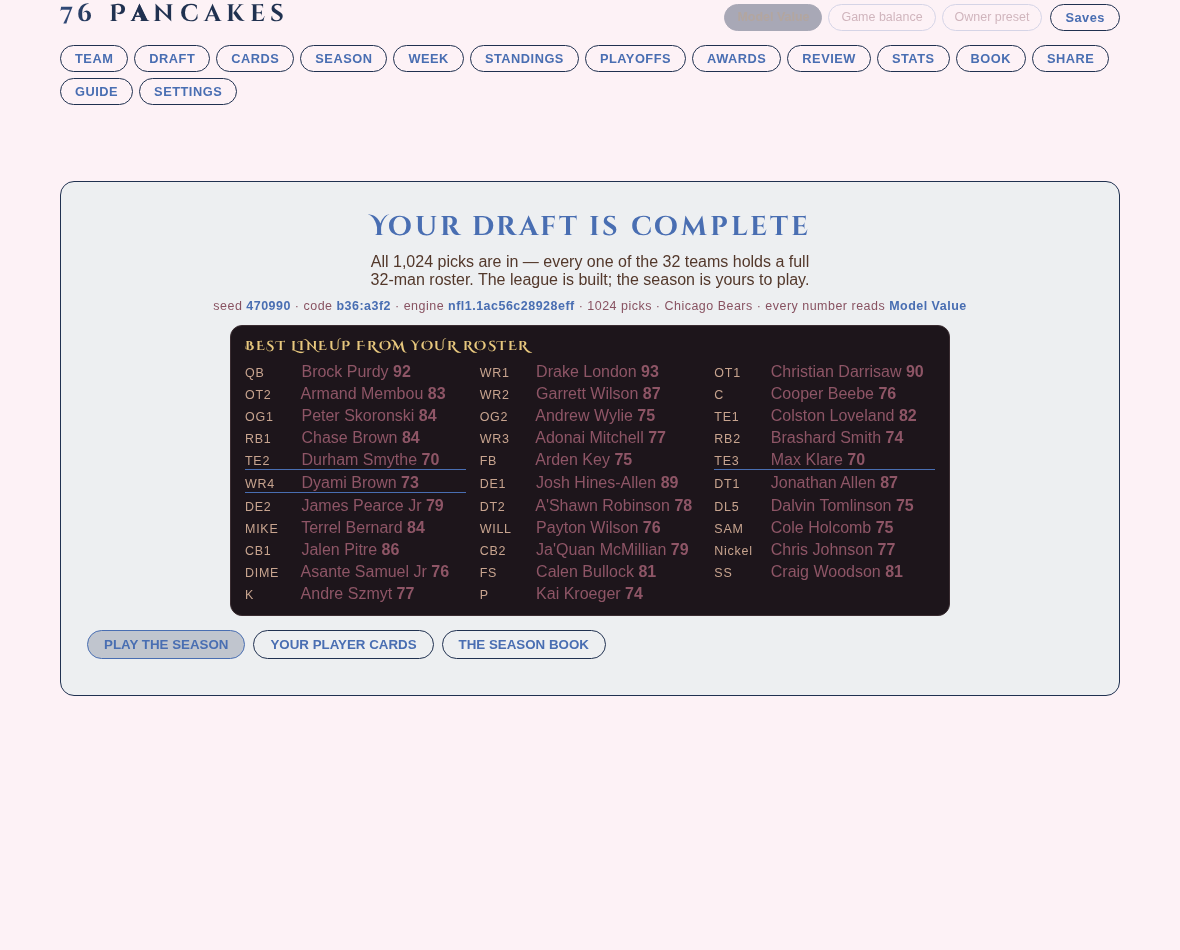 76 PANCAKES
Game balance
Owner preset
Saves
TEAM DRAFT CARDS SEASON WEEK STANDINGS PLAYOFFS AWARDS REVIEW STATS BOOK SHARE
GUIDE SETTINGS
YOUR DRAFT IS COMPLETE
All 1,024 picks are in — every one of the 32 teams holds a full
32-man roster. The league is built; the season is yours to play.
seed 470990 · code b36:a3f2 · engine nfl1.1ac56c28928eff · 1024 picks · Chicago Bears · every number reads Model Value
BEST LINEUP FROM YOUR ROSTER
QB Brock Purdy 92 WR1 Drake London 93 OT1 Christian Darrisaw 90
OT2 Armand Membou 83 WR2 Garrett Wilson 87 C Cooper Beebe 76
OG1 Peter Skoronski 84 OG2 Andrew Wylie 75 TE1 Colston Loveland 82
RB1 Chase Brown 84 WR3 Adonai Mitchell 77 RB2 Brashard Smith 74
TE2 Durham Smythe 70 FB Arden Key 75 TE3 Max Klare 70
WR4 Dyami Brown 73 DE1 Josh Hines-Allen 89 DT1 Jonathan Allen 87
DE2 James Pearce Jr 79 DT2 A'Shawn Robinson 78 DL5 Dalvin Tomlinson 75
MIKE Terrel Bernard 84 WILL Payton Wilson 76 SAM Cole Holcomb 75
CB1 Jalen Pitre 86 CB2 Ja'Quan McMillian 79 Nickel Chris Johnson 77
DIME Asante Samuel Jr 76 FS Calen Bullock 81 SS Craig Woodson 81
K Andre Szmyt 77 P Kai Kroeger 74
PLAY THE SEASON YOUR PLAYER CARDS THE SEASON BOOK